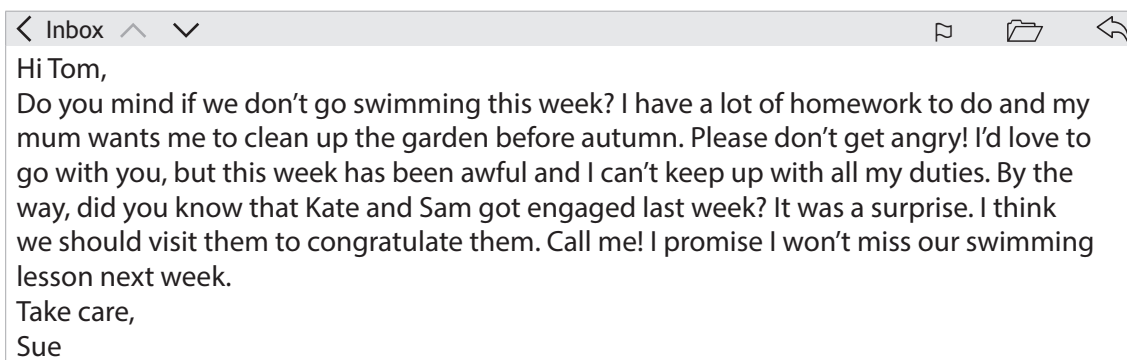 Inbox
Hi Tom,
Do you mind if we don’t go swimming this week? I have a lot of homework to do and my
mum wants me to clean up the garden before autumn. Please don’t get angry! I’d love to
go with you, but this week has been awful and I can’t keep up with all my duties. By the
way, did you know that Kate and Sam got engaged last week? It was a surprise. I think
we should visit them to congratulate them. Call me! I promise I won’t miss our swimming
lesson next week.
Take care,
Sue